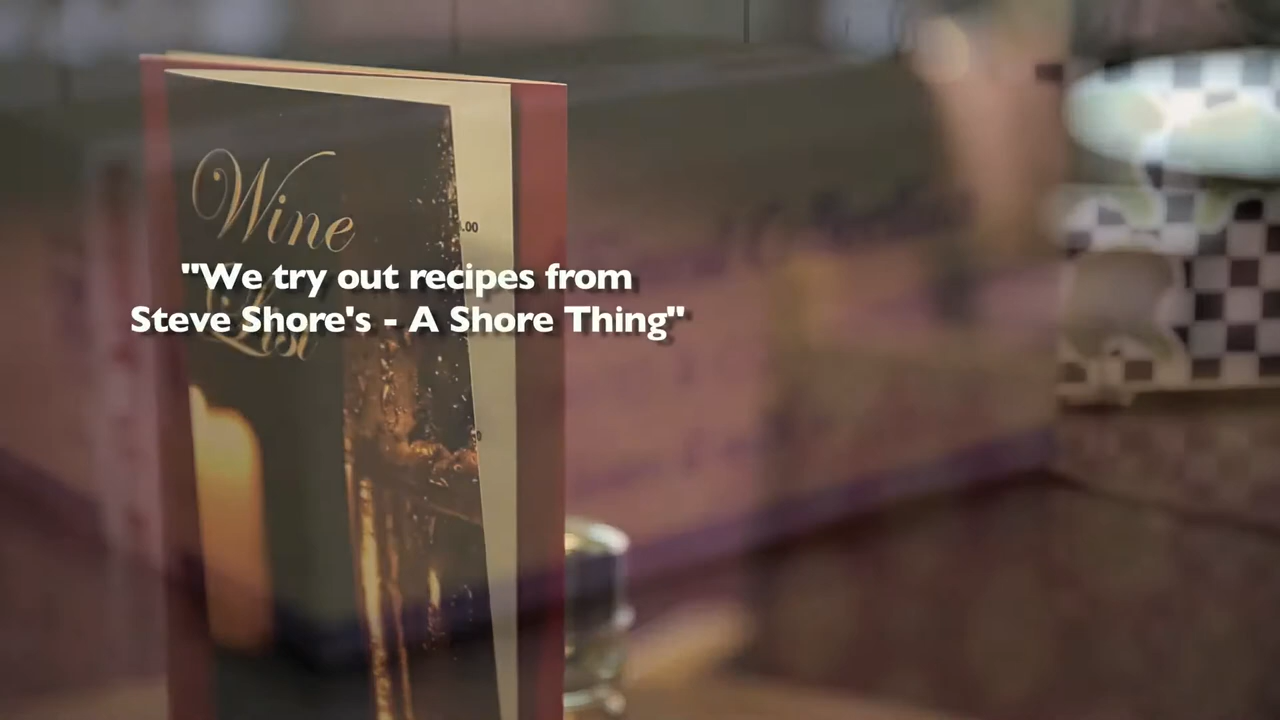 Wine
List
.00
"We try out recipes from
Steve Shore's - A Shore Thing"